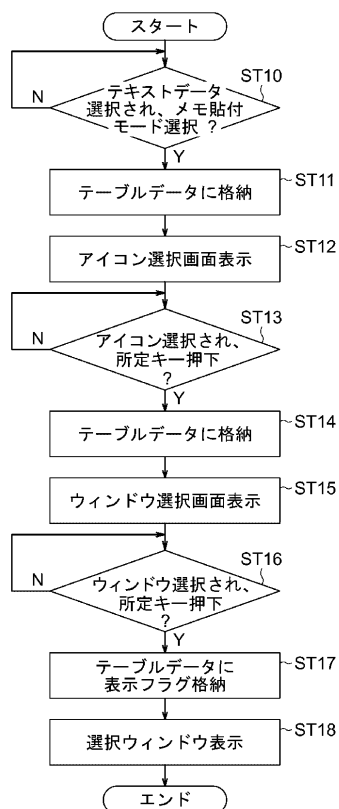 スタート
ST10
テキストデータ
選択され、メモ貼付
モード選択 ?
N
Y
ST11
テーブルデータに格納
ST12
アイコン選択画面表示
ST13
アイコン選択され、
所定キー押下
?
N
Y
ST14
テーブルデータに格納
ST15
ウィンドウ選択画面表示
ST16
ウィンドウ選択され、
所定キー押下
?
N
Y
ST17
テーブルデータに
表示フラグ格納
ST18
選択ウィンドウ表示
エンド